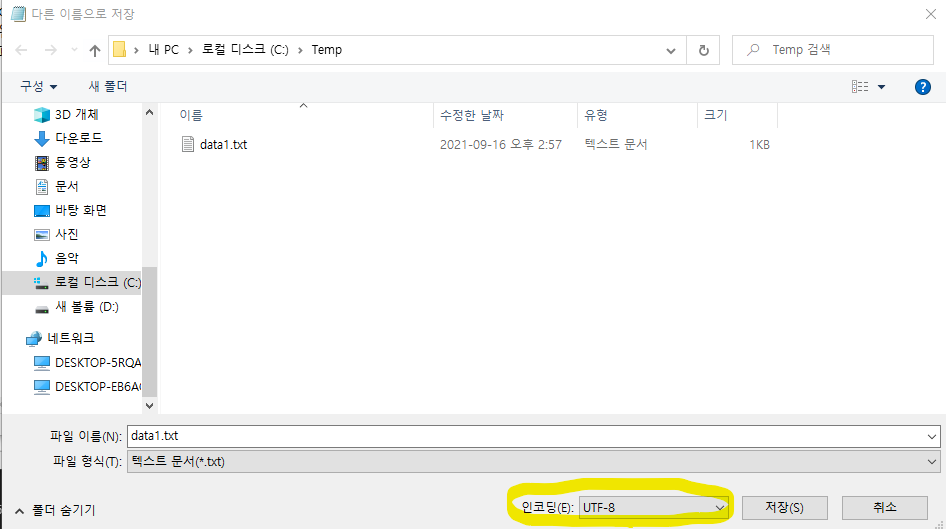 다른 이름으로 저장
내 PC > 로컬 디스크 (C:) > Temp
Temp 검색
구성
새 폴더
이름 수정한 날짜 유형 크기
data1.txt 2021-09-16 오후 2:57 텍스트 문서 1KB
3D 개체
다운로드
동영상
문서
바탕 화면
사진
음악
로컬 디스크 (C:)
새 볼륨 (D:)
네트워크
DESKTOP-5RQA
DESKTOP-EB6A
파일 이름(N): data1.txt
파일 형식(T): 텍스트 문서(*.txt)
폴더 숨기기
인코딩(E): UTF-8
저장(S)
취소